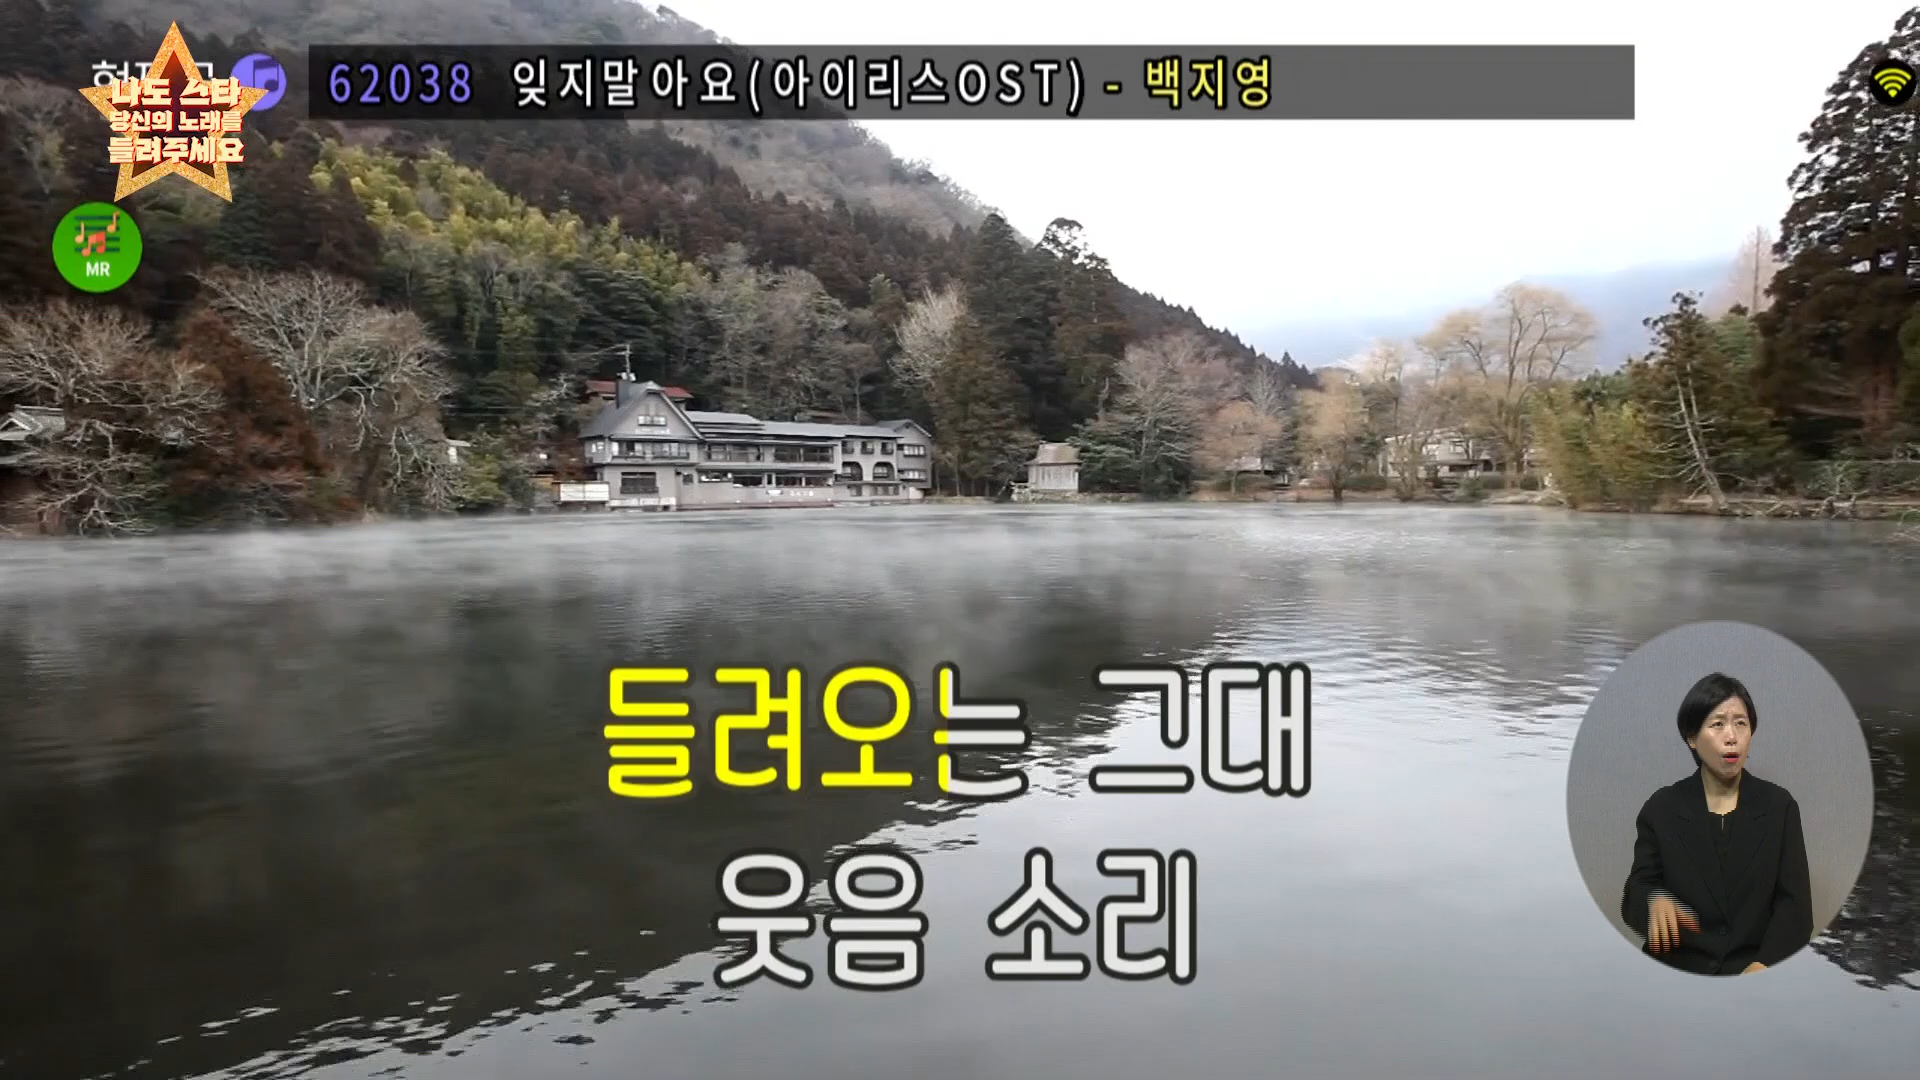 62038 잊지말아요(아이리스OST) - 백지영
나도 스타
당신의 노래를
들려주세요
MR
들려오는 그대
웃음 소리